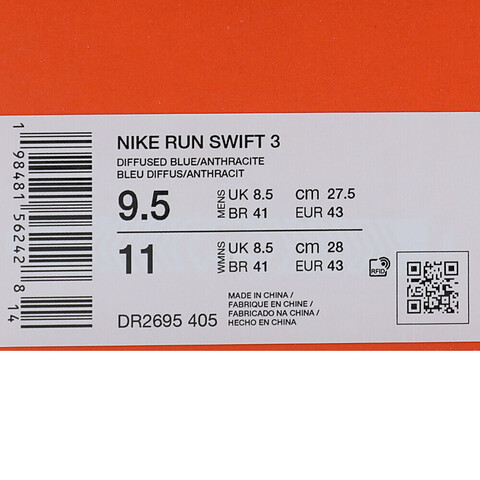 1 98481 56242 8 14
NIKE RUN SWIFT 3
DIFFUSED BLUE/ANTHRACITE
BLEU DIFFUS/ANTHRACIT
9.5 MENS UK 8.5 cm 27.5
BR 41 EUR 43
11 WMNS UK 8.5 cm 28
BR 41 EUR 43
RFID
DR2695 405
MADE IN CHINA /
FABRIQUE EN CHINE /
FABRICADO NA CHINA /
HECHO EN CHINA